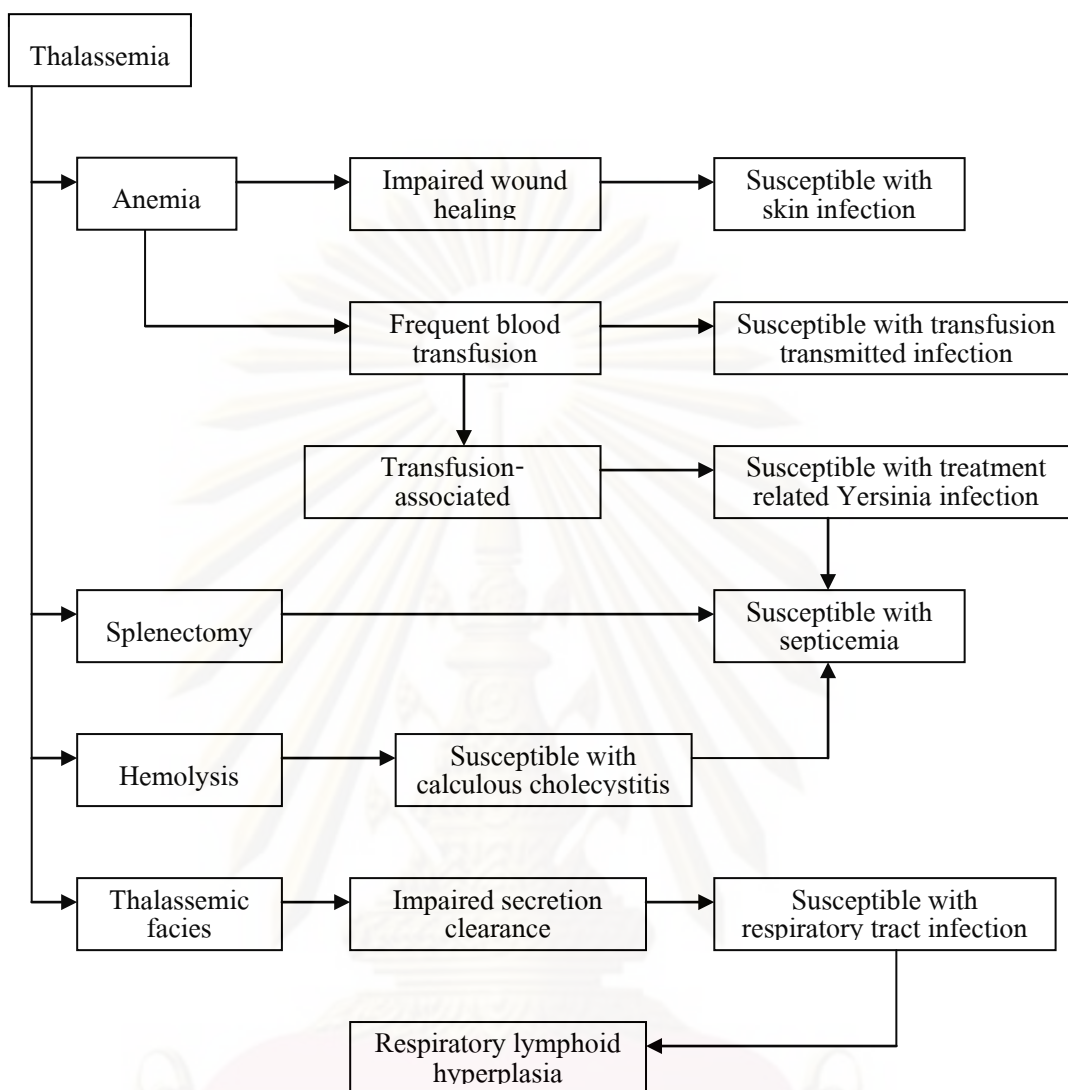 Thalassemia
Anemia
Impaired wound
healing
Susceptible with
skin infection
Frequent blood
transfusion
Susceptible with transfusion
transmitted infection
Transfusion-
associated
Susceptible with treatment
related Yersinia infection
Splenectomy
Susceptible with
septicemia
Hemolysis
Susceptible with
calculous cholecystitis
Thalassemic
facies
Impaired secretion
clearance
Susceptible with
respiratory tract infection
Respiratory lymphoid
hyperplasia